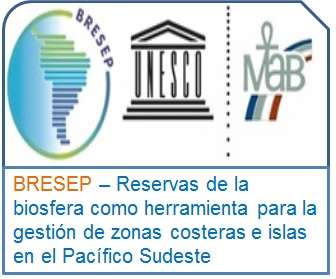 BRESEP
UNESCO
MAB
BRESEP – Reservas de la
biosfera como herramienta para la
gestión de zonas costeras e islas
en el Pacífico Sudeste